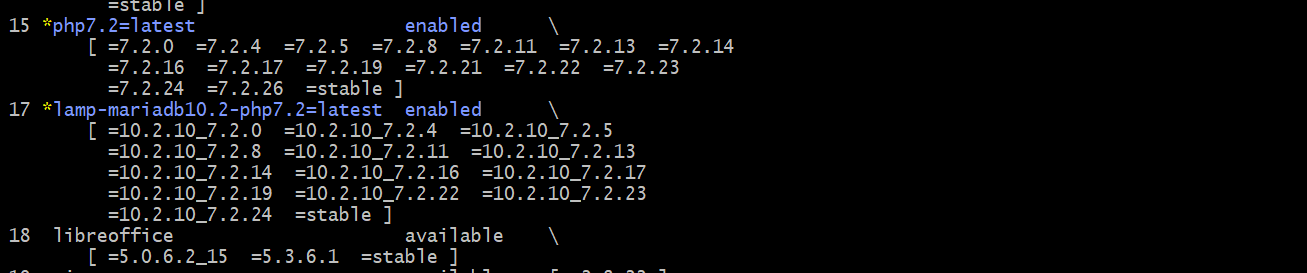 =stable ]
15 *php7.2=latest enabled \
[ =7.2.0 =7.2.4 =7.2.5 =7.2.8 =7.2.11 =7.2.13 =7.2.14
=7.2.16 =7.2.17 =7.2.19 =7.2.21 =7.2.22 =7.2.23
=7.2.24 =7.2.26 =stable ]
17 *lamp-mariadb10.2-php7.2=latest enabled \
[ =10.2.10_7.2.0 =10.2.10_7.2.4 =10.2.10_7.2.5
=10.2.10_7.2.8 =10.2.10_7.2.11 =10.2.10_7.2.13
=10.2.10_7.2.14 =10.2.10_7.2.16 =10.2.10_7.2.17
=10.2.10_7.2.19 =10.2.10_7.2.22 =10.2.10_7.2.23
=10.2.10_7.2.24 =stable ]
18 libreoffice available \
[ =5.0.6.2_15 =5.3.6.1 =stable ]